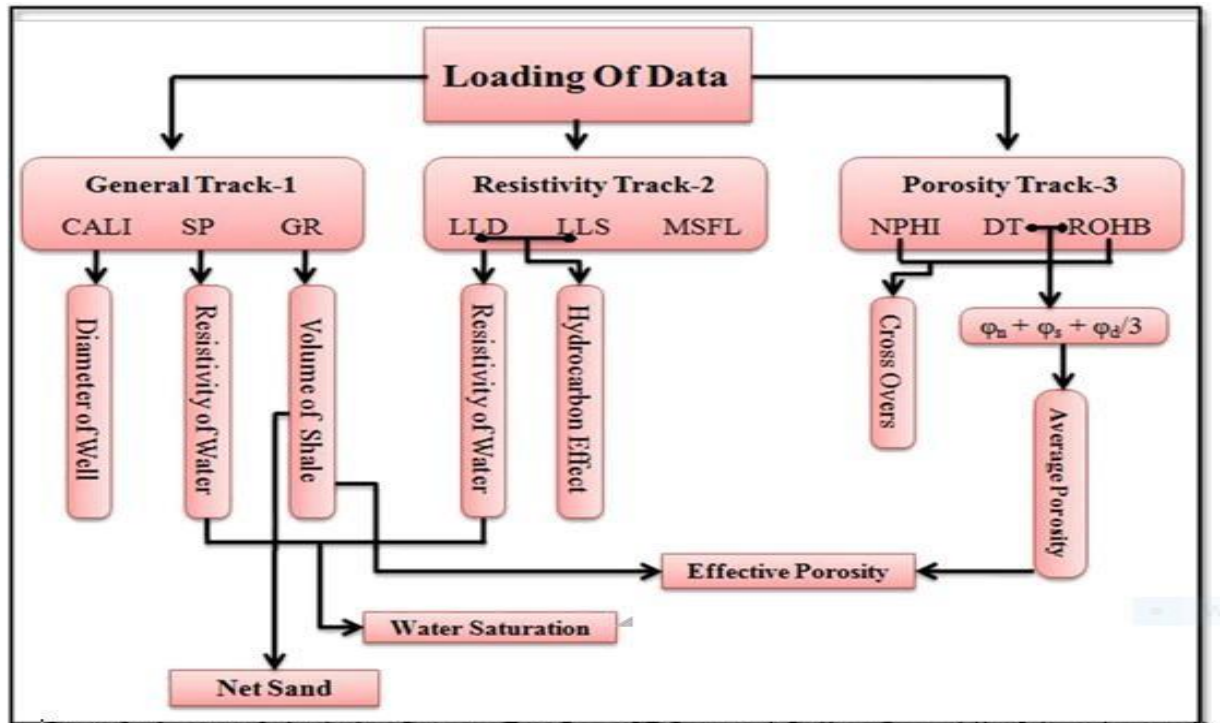 Loading Of Data
General Track-1
CALI SP GR
Resistivity Track-2
LLD LLS MSFL
Porosity Track-3
NPHI DT ROHB
Diameter of Well
Resistivity of Water
Volume of Shale
Resistivity of Water
Hydrocarbon Effect
Cross Overs
φn + φs + φd/3
Average Porosity
Effective Porosity
Water Saturation
Net Sand